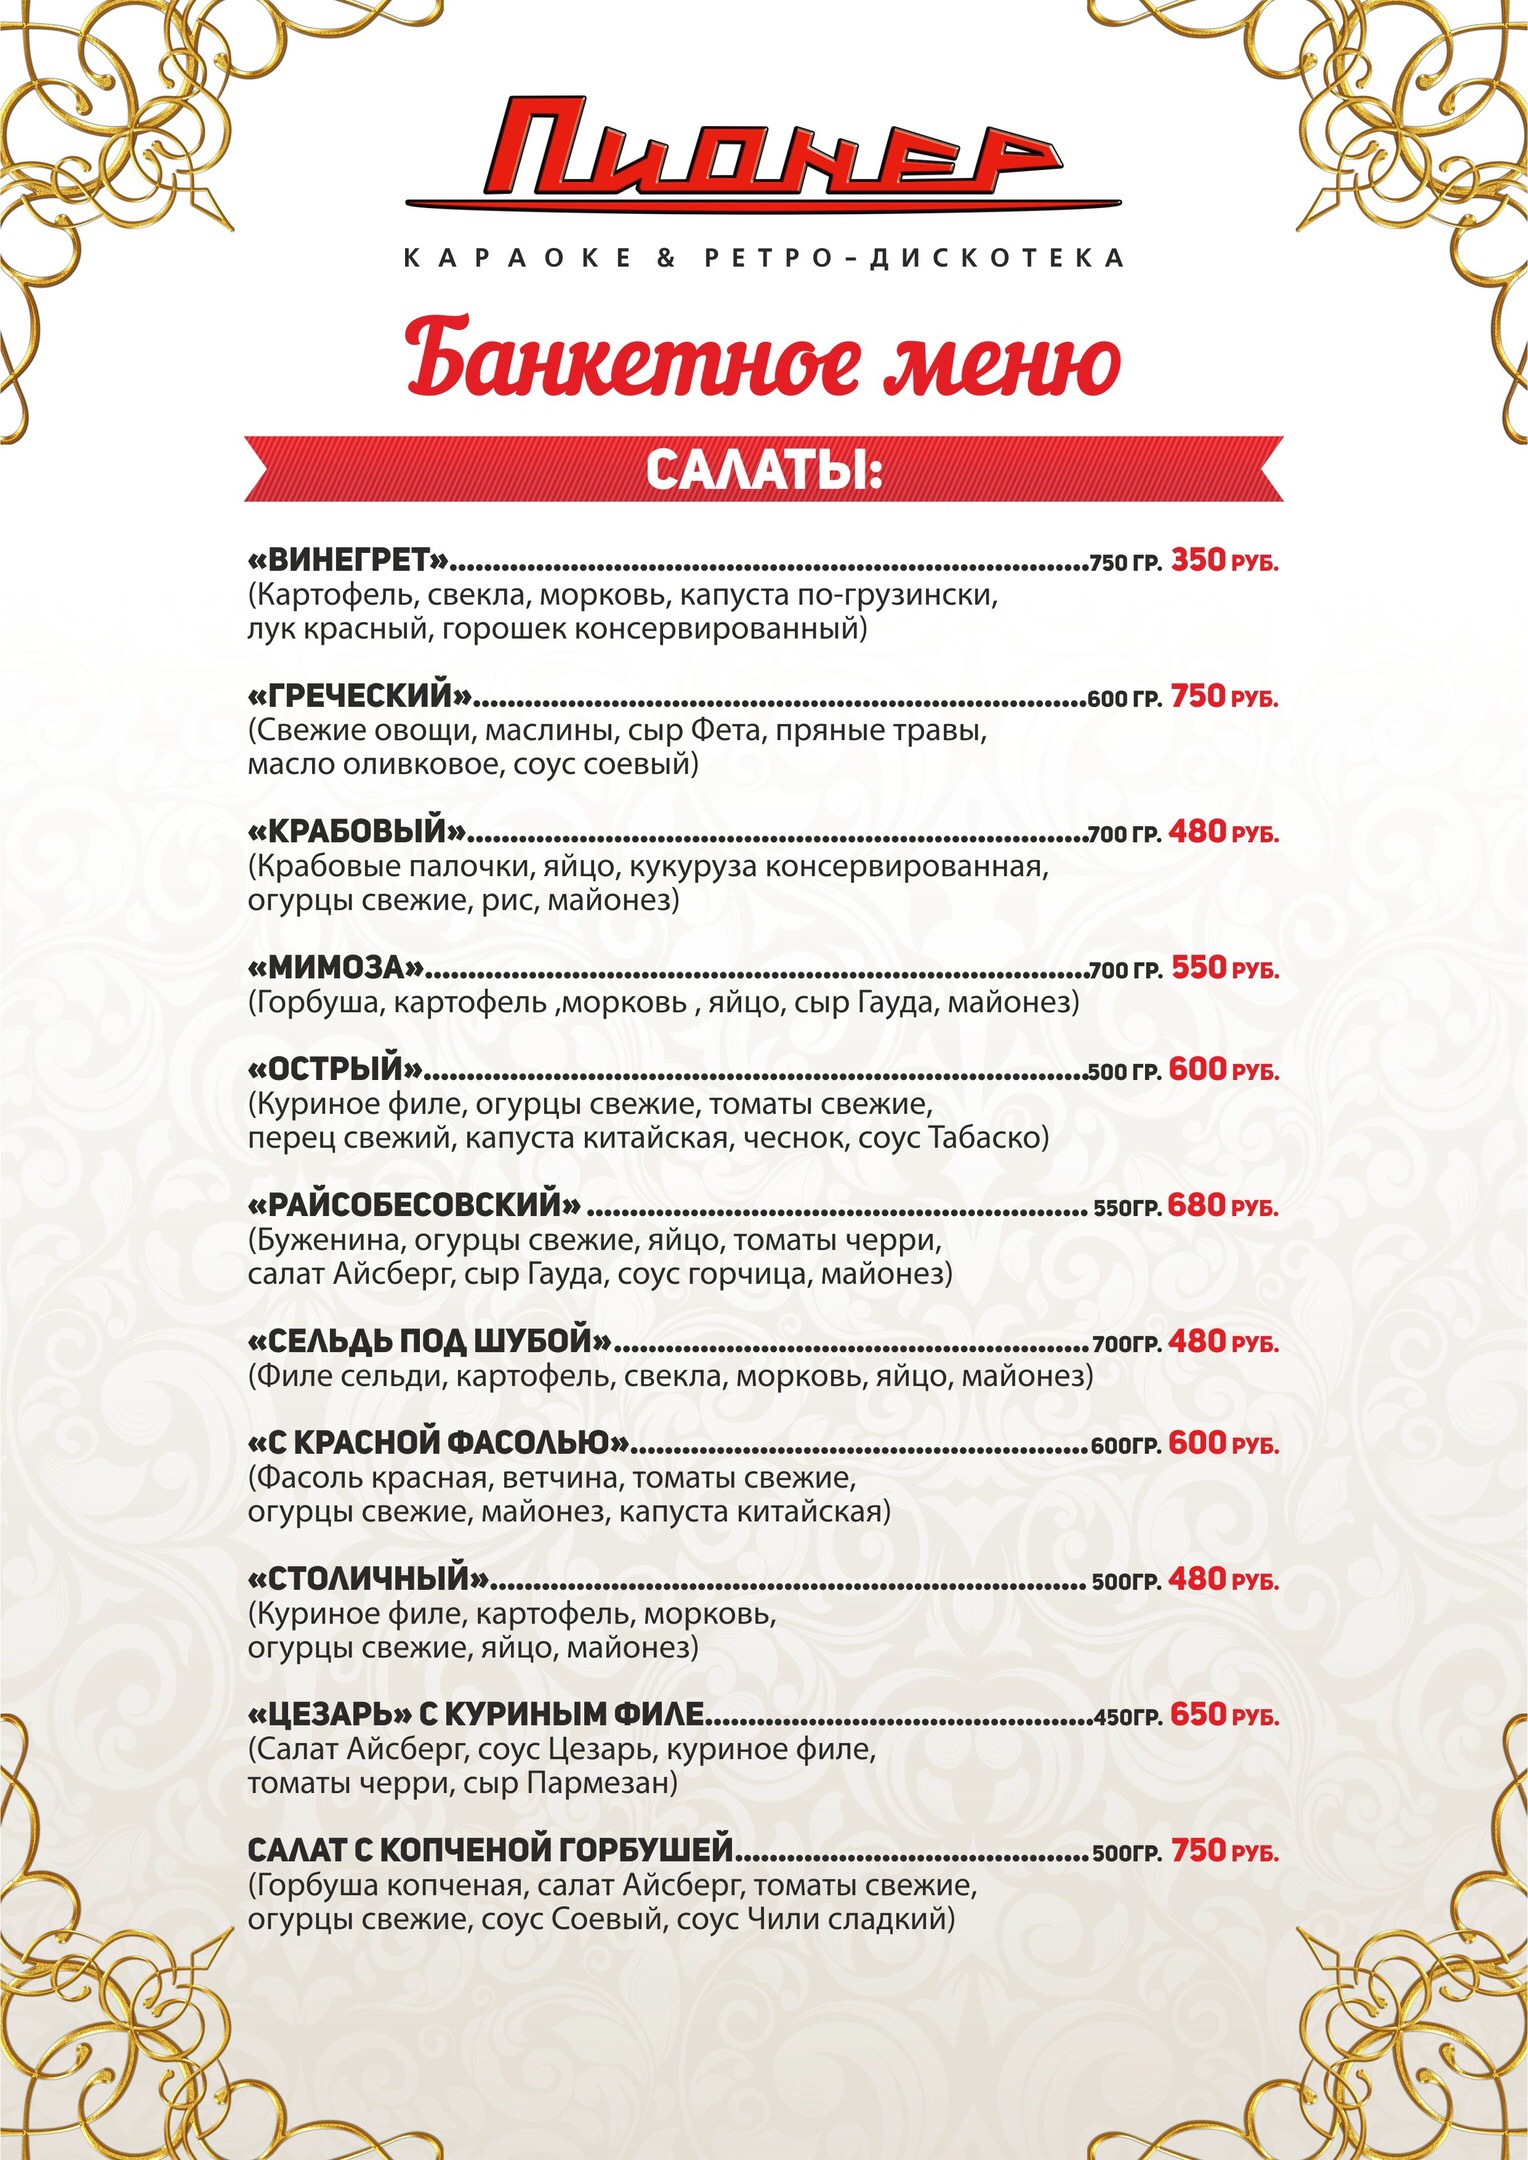 Пионер
КАРАОКЕ & РЕТРО-ДИСКОТЕКА
Банкетное меню
САЛАТЫ:
«ВИНЕГРЕТ»...750 ГР. 350 РУБ.
(Картофель, свекла, морковь, капуста по-грузински,
лук красный, горошек консервированный)
«ГРЕЧЕСКИЙ»...600 ГР. 750 РУБ.
(Свежие овощи, маслины, сыр Фета, пряные травы,
масло оливковое, соус соевый)
«КРАБОВЫЙ»...700 ГР. 480 РУБ.
(Крабовые палочки, яйцо, кукуруза консервированная,
огурцы свежие, рис, майонез)
«МИМОЗА»...700 ГР. 550 РУБ.
(Горбуша, картофель ,морковь , яйцо, сыр Гауда, майонез)
«ОСТРЫЙ»...500 ГР. 600 РУБ.
(Куриное филе, огурцы свежие, томаты свежие,
перец свежий, капуста китайская, чеснок, соус Табаско)
«РАЙСОБЕСОВСКИЙ» ... 550ГР. 680 РУБ.
(Буженина, огурцы свежие, яйцо, томаты черри,
салат Айсберг, сыр Гауда, соус горчица, майонез)
«СЕЛЬДЬ ПОД ШУБОЙ»... 700ГР. 480 РУБ.
(Филе сельди, картофель, свекла, морковь, яйцо, майонез)
«С КРАСНОЙ ФАСОЛЬЮ»... 600ГР. 600 РУБ.
(Фасоль красная, ветчина, томаты свежие,
огурцы свежие, майонез, капуста китайская)
«СТОЛИЧНЫЙ»... 500ГР. 480 РУБ.
(Куриное филе, картофель, морковь,
огурцы свежие, яйцо, майонез)
«ЦЕЗАРЬ» С КУРИНЫМ ФИЛЕ...450ГР. 650 РУБ.
(Салат Айсберг, соус Цезарь, куриное филе,
томаты черри, сыр Пармезан)
САЛАТ С КОПЧЕНОЙ ГОРБУШЕЙ... 500ГР. 750 РУБ.
(Горбуша копченая, салат Айсберг, томаты свежие,
огурцы свежие, соус Соевый, соус Чили сладкий)